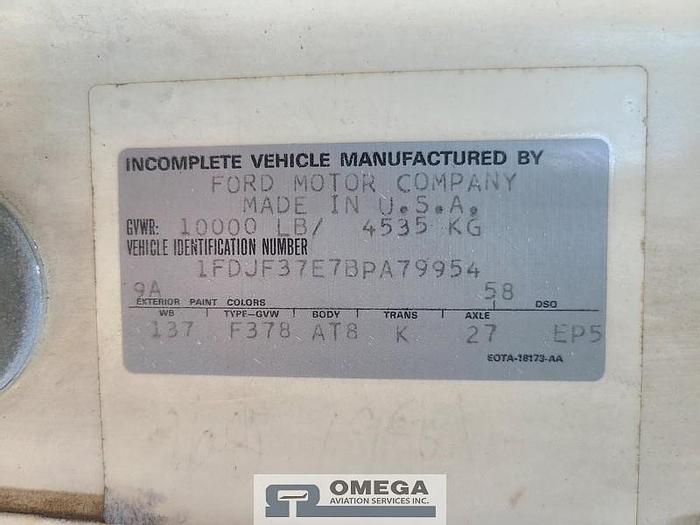 INCOMPLETE VEHICLE MANUFACTURED BY
FORD MOTOR COMPANY
MADE IN U.S.A.
GVWR: 10000 LB/ 4535 KG
VEHICLE IDENTIFICATION NUMBER
1FDJF37E7BPA79954
9A 58
EXTERIOR PAINT COLORS DSO
WB TYPE-GVW BODY TRANS AXLE
137 F378 AT8 K 27 EP5
EOTA-18173-AA
OMEGA
AVIATION SERVICES INC.